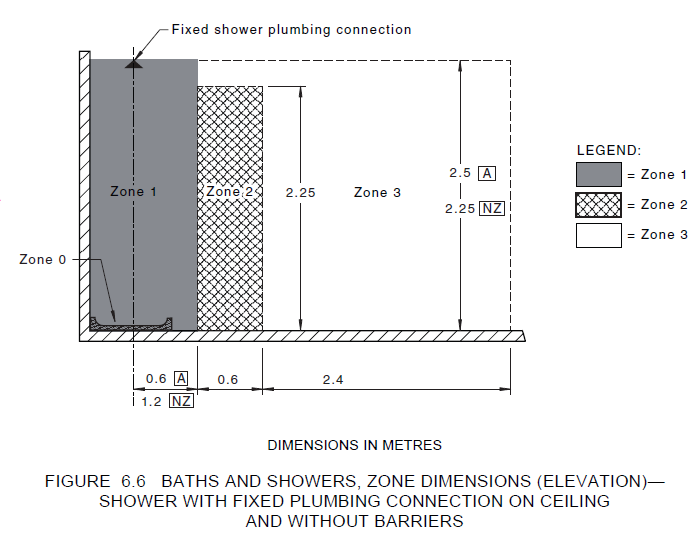 Fixed shower plumbing connection
LEGEND:
2.5 A
= Zone 1
Zone 1
Zone 2
2.25
Zone 3
2.25 NZ
= Zone 2
= Zone 3
Zone 0
0.6 A
0.6
2.4
1.2 NZ
DIMENSIONS IN METRES
FIGURE 6.6 BATHS AND SHOWERS, ZONE DIMENSIONS (ELEVATION)—
SHOWER WITH FIXED PLUMBING CONNECTION ON CEILING
AND WITHOUT BARRIERS